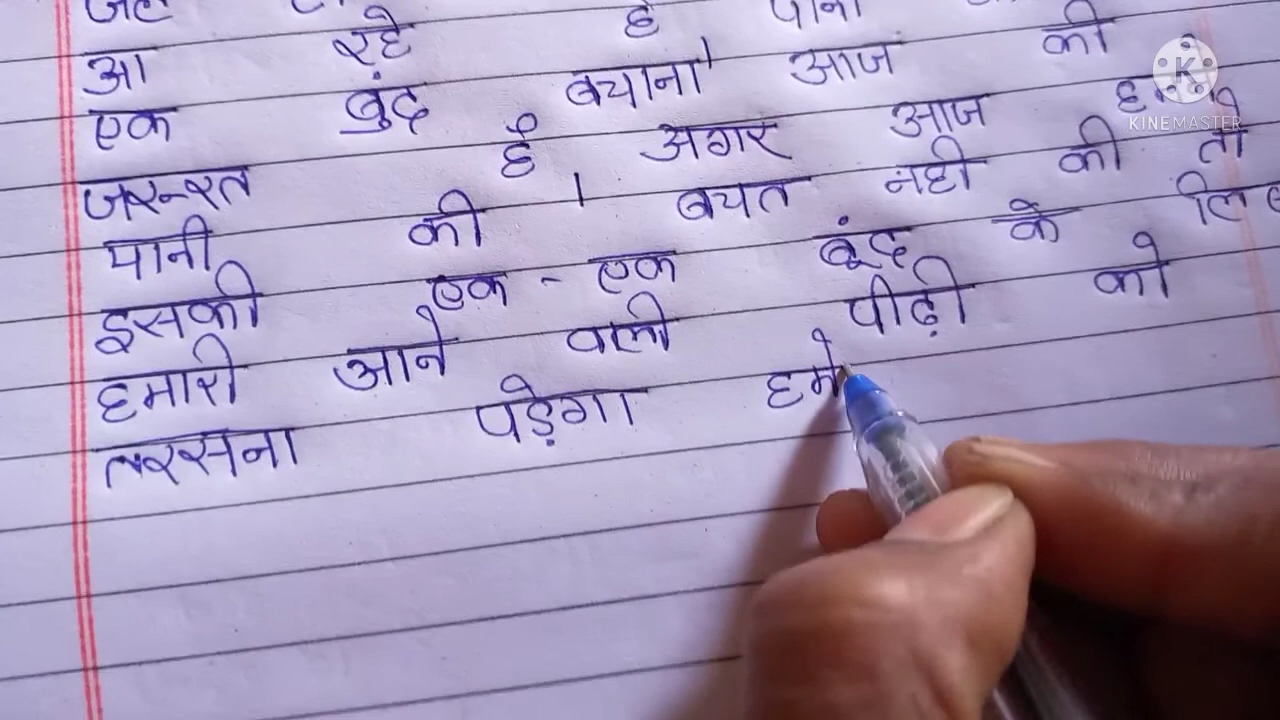 आ रहे है पानी
एक बुंद बचाना आज की
जरूरत है अगर आज हमने
पानी की । बचत नही की तो
इसकी एक - एक बूंद के लिए
हमारी आने वली पीढ़ी को
तरसना पड़ेगा हमे
K
KINEMASTER